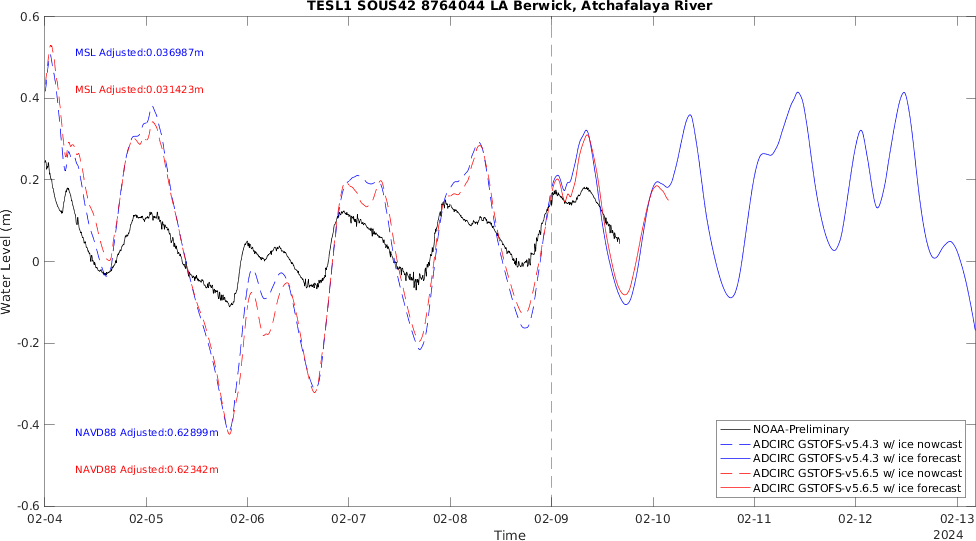 TESL1 SOUS42 8764044 LA Berwick, Atchafalaya River
0.6
0.4
0.2
0
-0.2
-0.4
-0.6
Water Level (m)
MSL Adjusted:0.036987m
MSL Adjusted:0.031423m
NAVD88 Adjusted:0.62899m
NAVD88 Adjusted:0.62342m
NOAA-Preliminary
ADCIRC GSTOFS-v5.4.3 w/ ice nowcast
ADCIRC GSTOFS-v5.4.3 w/ ice forecast
ADCIRC GSTOFS-v5.6.5 w/ ice nowcast
ADCIRC GSTOFS-v5.6.5 w/ ice forecast
02-04 02-05 02-06 02-07 02-08 02-09 02-10 02-11 02-12 02-13
Time
2024